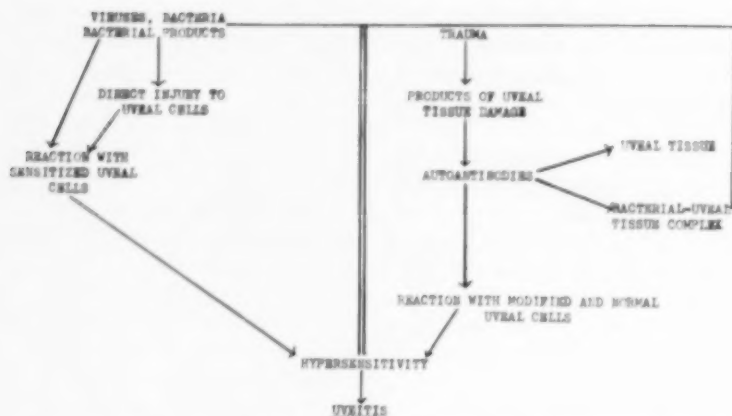 VIRUSES, BACTERIA
BACTERIAL PRODUCTS
TRAUMA
DIRECT INJURY TO
UVEAL CELLS
PRODUCTS OF UVEAL
TISSUE DAMAGE
REACTION WITH
SENSITIZED UVEAL
CELLS
UVEAL TISSUE
AUTOANTIBODIES
BACTERIAL-UVEAL
TISSUE COMPLEX
REACTION WITH MODIFIED AND NORMAL
UVEAL CELLS
HYPERSENSITIVITY
UVEITIS